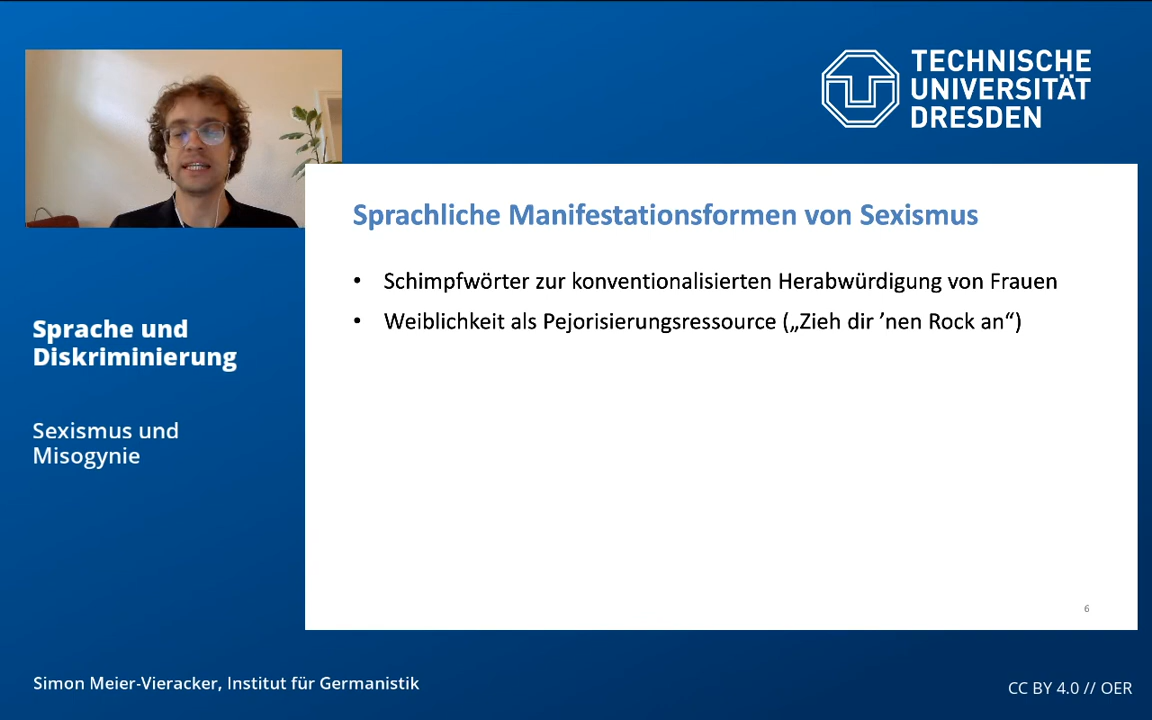 TECHNISCHE
UNIVERSITÄT
DRESDEN
Sprachliche Manifestationsformen von Sexismus
• Schimpfwörter zur konventionalisierten Herabwürdigung von Frauen
• Weiblichkeit als Pejorisierungsressource („Zieh dir ’nen Rock an“)
6
Sprache und
Diskriminierung
Sexismus und
Misogynie
Simon Meier-Vieracker, Institut für Germanistik
CC BY 4.0 // OER